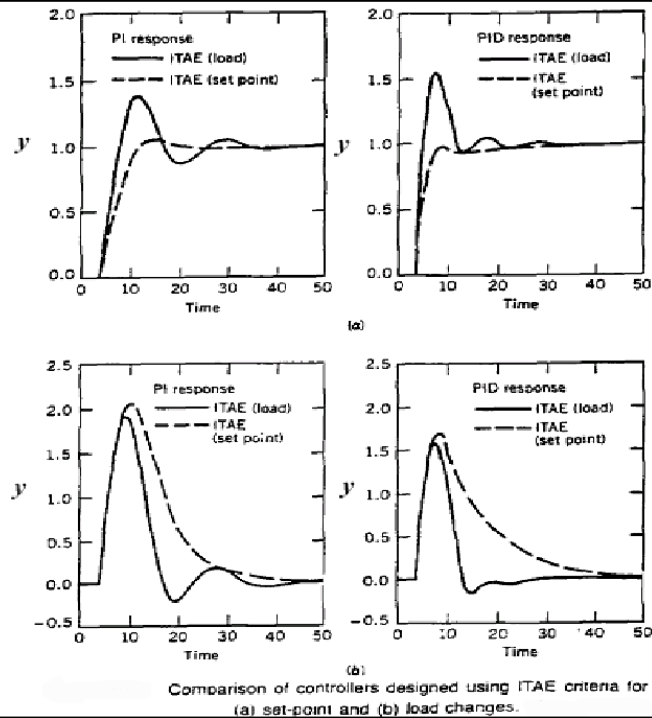 PI response
ITAE (load)
ITAE (set point)
y
2.0
1.5
1.0
0.5
0.0
0 10 20 30 40 50
Time
PID response
ITAE (load)
ITAE
(set point)
y
2.0
1.5
1.0
0.5
0.0
0 10 20 30 40 50
Time
(a)
PI response
ITAE (load)
ITAE
(set point)
y
2.5
2.0
1.5
1.0
0.5
0.0
-0.5
0 10 20 30 40 50
Time
PID response
ITAE (load)
ITAE
(set point)
y
2.5
2.0
1.5
1.0
0.5
0.0
-0.5
0 10 20 30 40 50
Time
(b)
Comparison of controllers designed using ITAE criteria for
(a) set-point and (b) load changes.